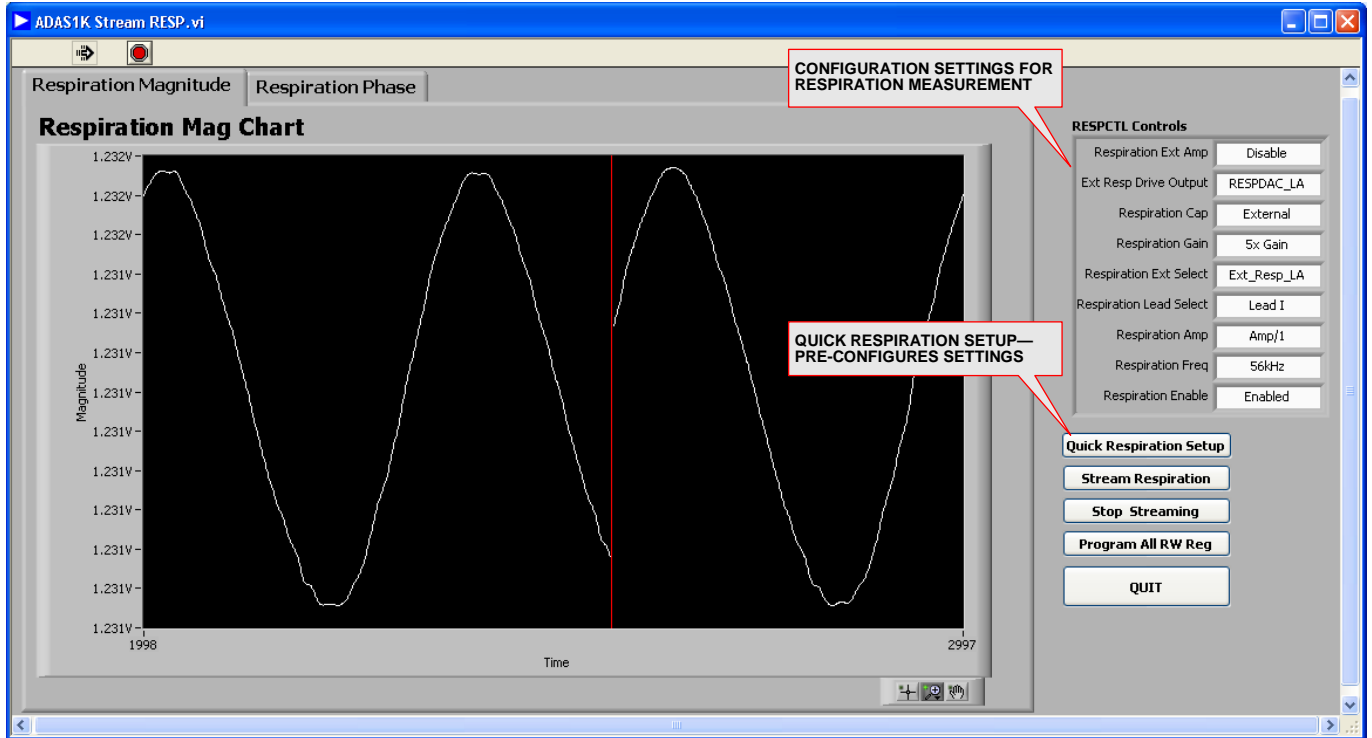 ADAS1K Stream RESP.vi
Respiration Magnitude
Respiration Phase
CONFIGURATION SETTINGS FOR
RESPIRATION MEASUREMENT
Respiration Mag Chart
1.232V
1.232V
1.232V
1.231V
1.231V
1.231V
1.231V
1.231V
1.231V
1.231V
1.231V
1.231V
1.231V
Magnitude
1998
2997
Time
RESPCTL Controls
Respiration Ext Amp Disable
Ext Resp Drive Output RESPDAC_LA
Respiration Cap External
Respiration Gain 5x Gain
Respiration Ext Select Ext_Resp_LA
Respiration Lead Select Lead I
Respiration Amp Amp/1
Respiration Freq 56kHz
Respiration Enable Enabled
QUICK RESPIRATION SETUP—
PRE-CONFIGURES SETTINGS
Quick Respiration Setup
Stream Respiration
Stop Streaming
Program All RW Reg
QUIT